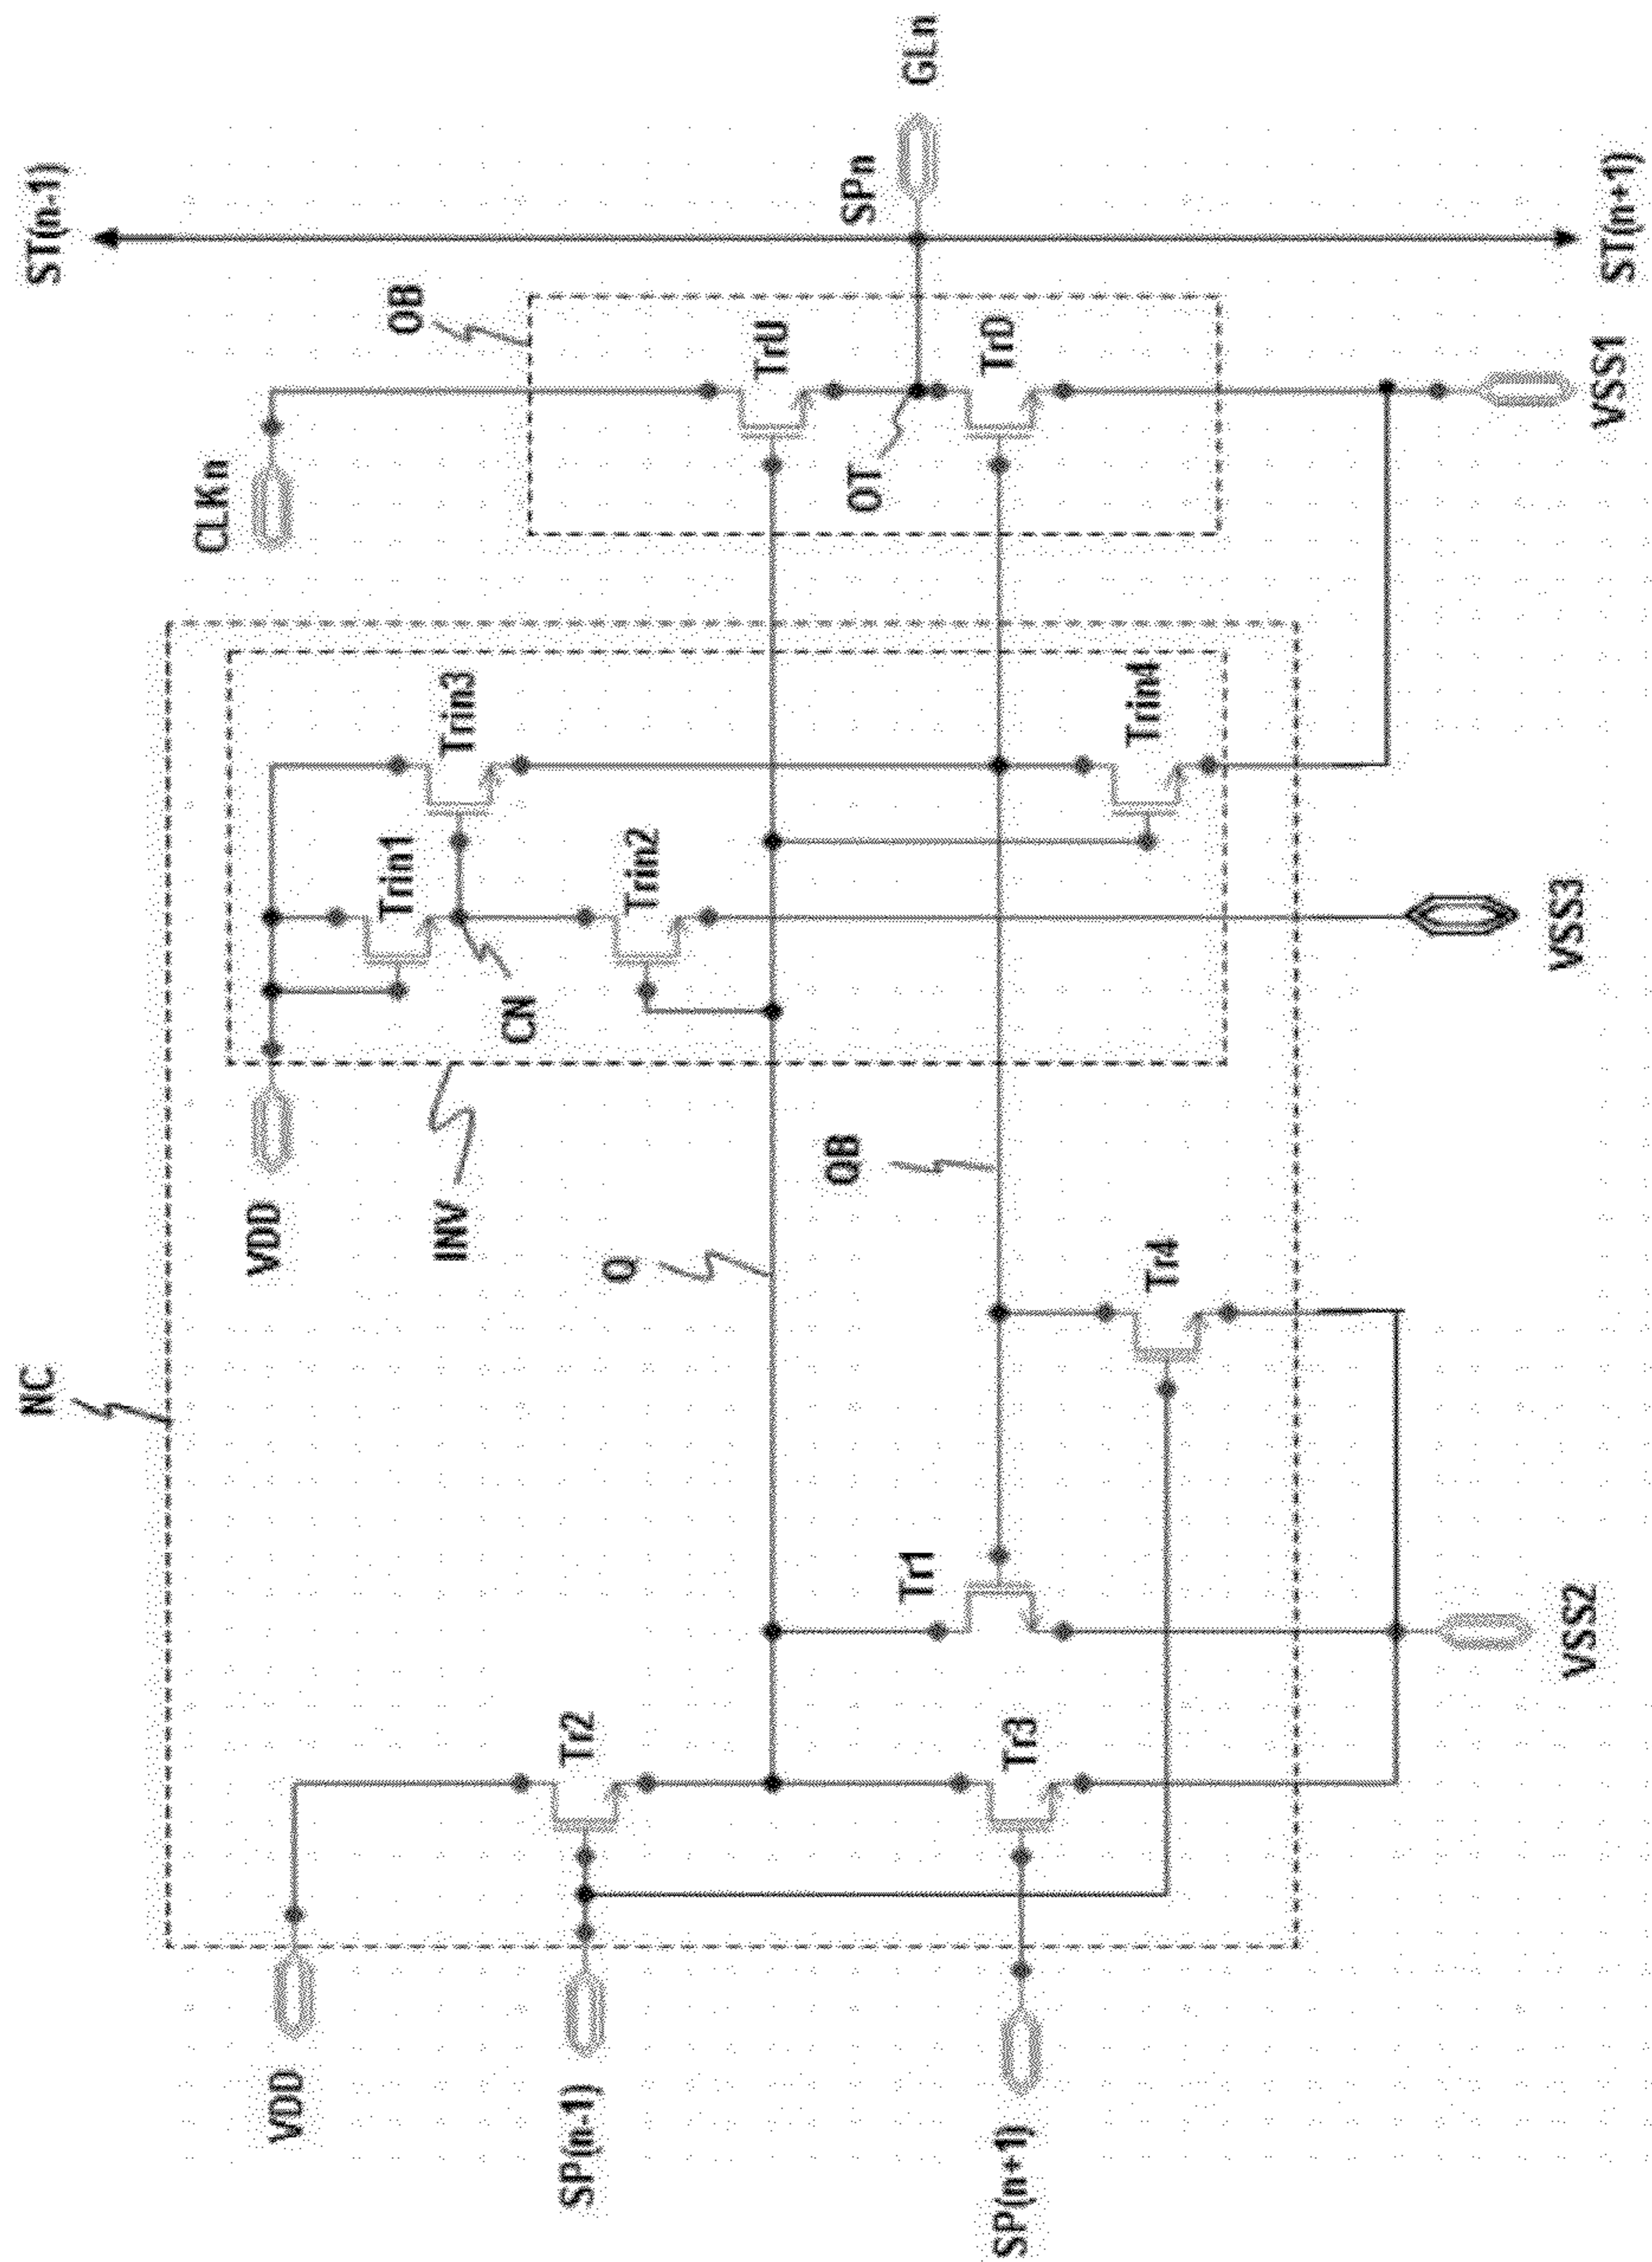 NC
ST(n-1)
VDD
VDD
CLKn
OB
INV
Trin1
Trin3
CN
Tr2
SP(n-1)
Q
Trin2
TrU
QB
OT
SPn
GLn
Tr1
Tr3
SP(n+1)
TrD
Tr4
Trin4
VSS2
VSS3
VSS1
ST(n+1)